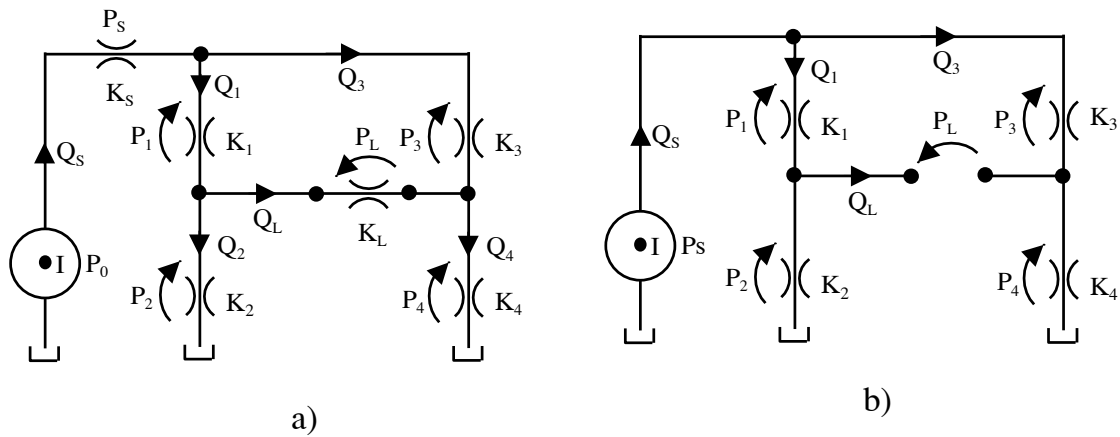 P_S
K_S
Q_1
Q_3
P_1
K_1
P_L
P_3
K_3
Q_S
Q_L
K_L
Q_2
Q_4
I
P_0
P_2
K_2
P_4
K_4
a)
Q_1
Q_3
P_1
K_1
P_L
P_3
K_3
Q_S
Q_L
I
Ps
P_2
K_2
P_4
K_4
b)